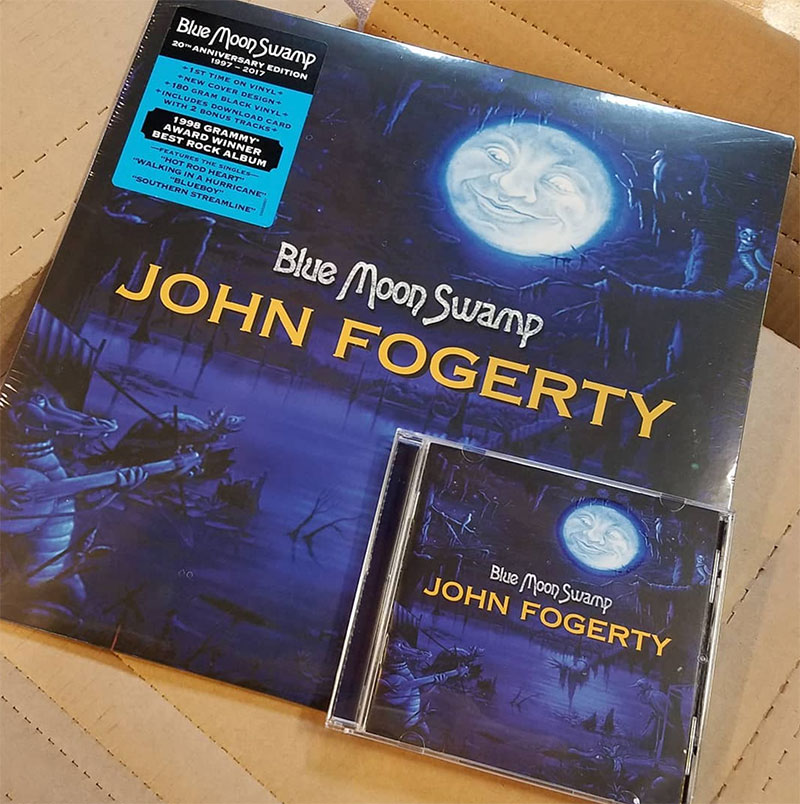 Blue Moon Swamp
20TH ANNIVERSARY EDITION
1997 – 2017
+1ST TIME ON VINYL+
+NEW COVER DESIGN+
+180 GRAM BLACK VINYL+
+INCLUDES DOWNLOAD CARD
WITH 2 BONUS TRACKS+
1998 GRAMMY®
AWARD WINNER
BEST ROCK ALBUM
—FEATURES THE SINGLES—
"HOT ROD HEART"
"WALKING IN A HURRICANE"
"BLUEBOY"
"SOUTHERN STREAMLINE"
Blue Moon Swamp
JOHN FOGERTY
Blue Moon Swamp
JOHN FOGERTY